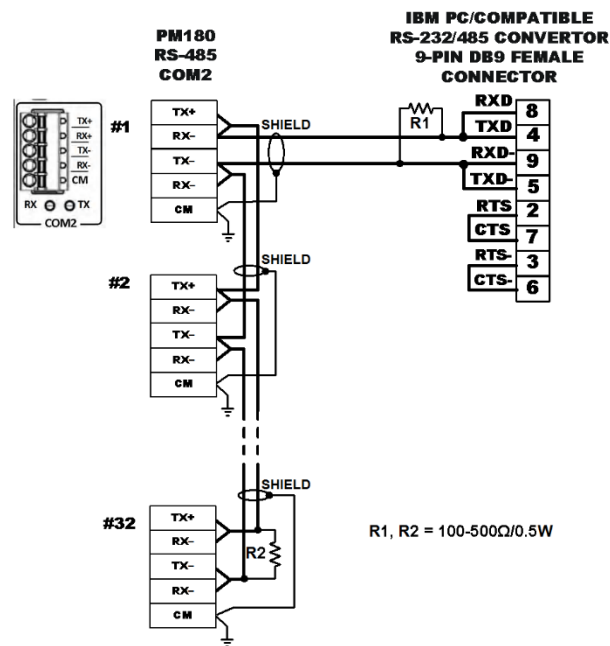 IBM PC/COMPATIBLE
RS-232/485 CONVERTOR
9-PIN DB9 FEMALE
CONNECTOR
PM180
RS-485
COM2
#1
TX+
RX+
TX-
RX-
CM
RX
TX
COM2
TX+
RX-
TX-
RX-
CM
SHIELD
R1
RXD
8
TXD
4
RXD-
9
TXD-
5
RTS
2
CTS
7
RTS-
3
CTS-
6
SHIELD
#2
TX+
RX-
TX-
RX-
CM
SHIELD
#32
TX+
RX-
TX-
RX-
CM
R2
R1, R2 = 100-500Ω/0.5W